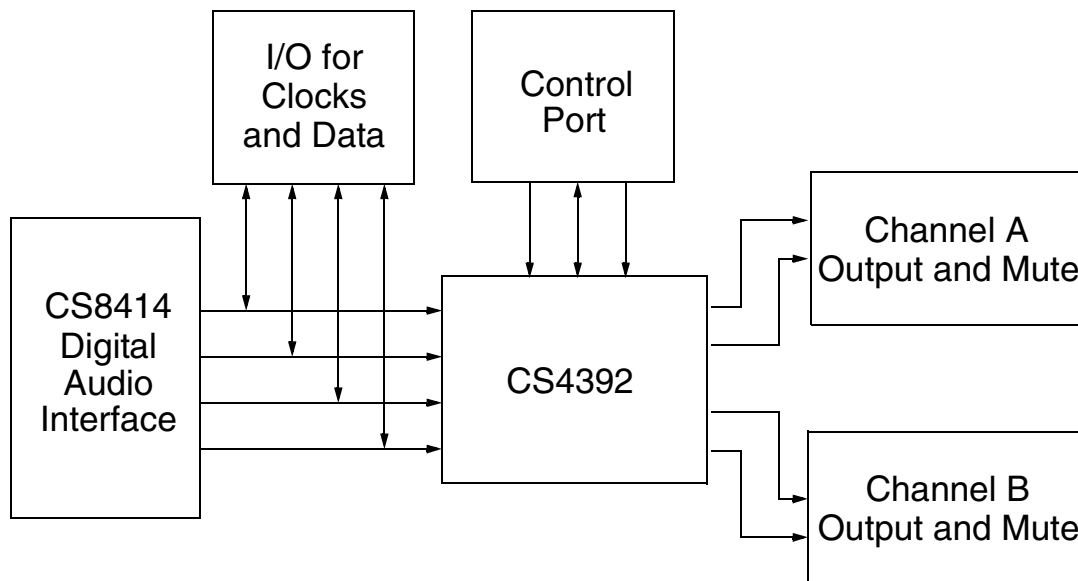 I/O for
Clocks
and Data
Control
Port
CS8414
Digital
Audio
Interface
CS4392
Channel A
Output and Mute
Channel B
Output and Mute